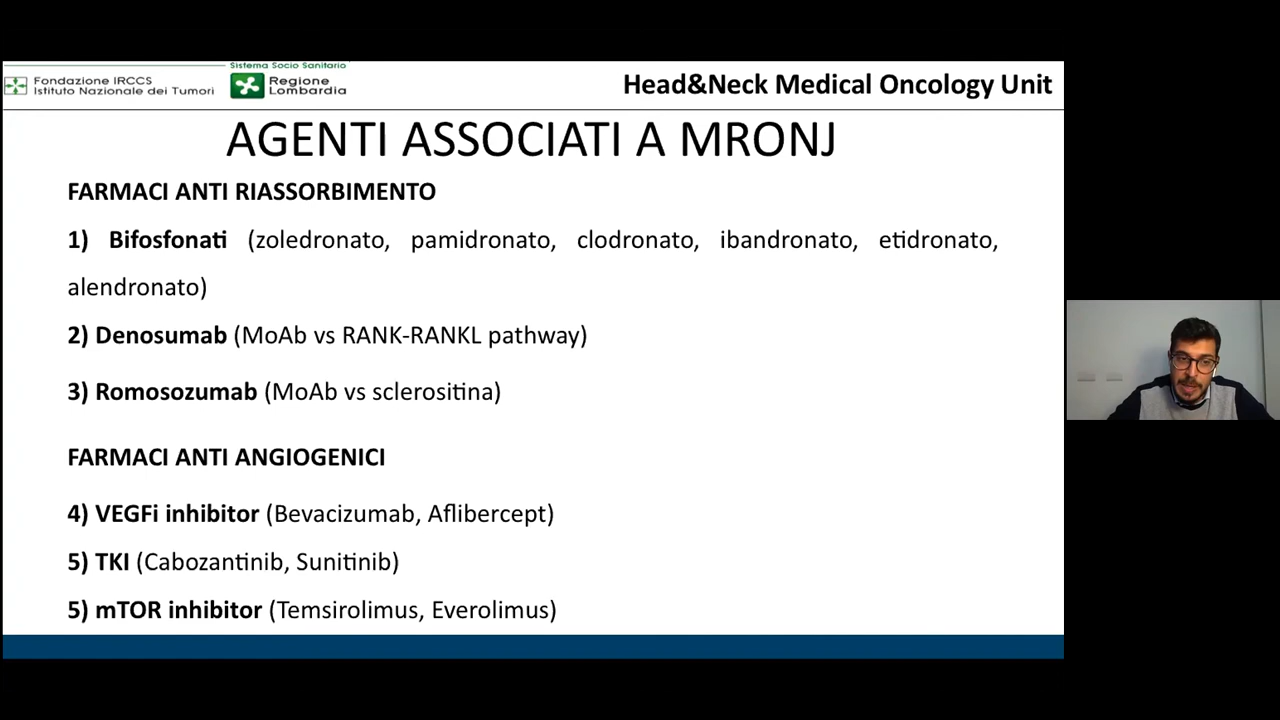 Sistema Socio Sanitario
Fondazione IRCCS
Istituto Nazionale dei Tumori
Regione
Lombardia
Head&Neck Medical Oncology Unit
AGENTI ASSOCIATI A MRONJ
FARMACI ANTI RIASSORBIMENTO
1) Bifosfonati (zoledronato, pamidronato, clodronato, ibandronato, etidronato,
alendronato)
2) Denosumab (MoAb vs RANK-RANKL pathway)
3) Romosozumab (MoAb vs sclerositina)
FARMACI ANTI ANGIOGENICI
4) VEGFi inhibitor (Bevacizumab, Aflibercept)
5) TKI (Cabozantinib, Sunitinib)
5) mTOR inhibitor (Temsirolimus, Everolimus)